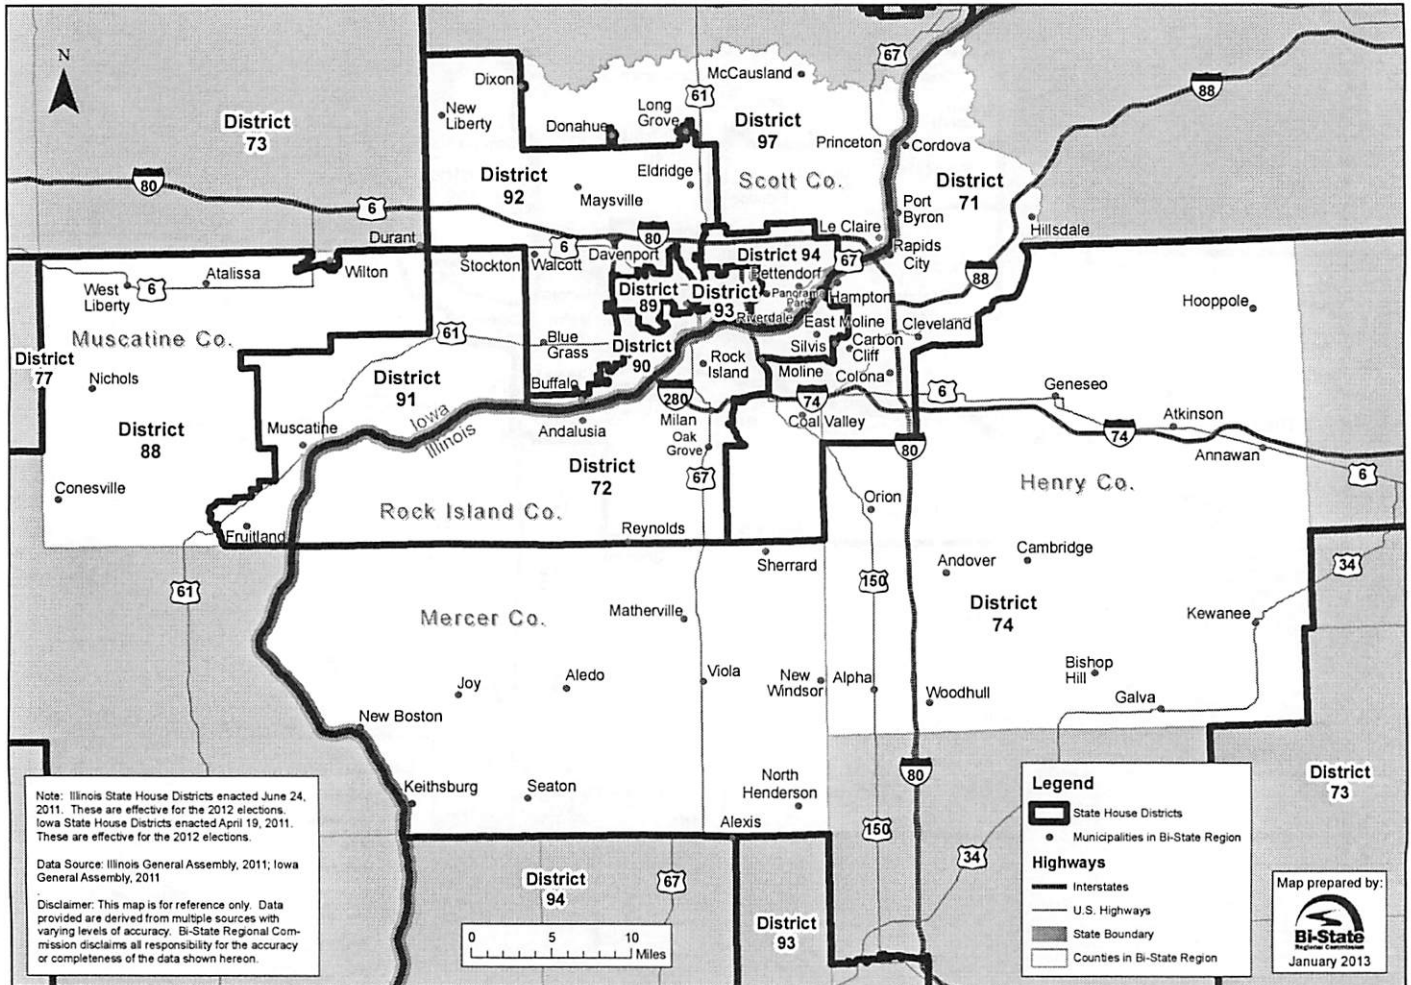 N
67
McCausland
Dixon
61
88
New
Liberty
Long
Grove
Donahue
District
97
District
73
Princeton
Cordova
Eldridge
District
92
Scott Co.
District
71
80
Maysville
6
Port
Byron
Le Claire
Hillsdale
Durant
6
80
Davenport
Rapids
City
Stockton
Walcott
District 94
67
Atalissa
Wilton
Bettendorf
88
West
Liberty
6
District
89
District
93
Panorama
Park
Hampton
Hooppole
Riverdale
East Moline
Cleveland
Muscatine Co.
61
Blue
Grass
Silvis
Carbon
Cliff
District
77
District
90
Rock
Island
Moline
Colona
Nichols
District
91
Buffalo
6
Geneseo
280
74
Iowa
Illinois
Atkinson
Muscatine
Andalusia
Milan
Coal Valley
74
District
88
Oak
Grove
80
Annawan
District
72
67
6
Conesville
Henry Co.
Orion
Rock Island Co.
Reynolds
Fruitland
Sherrard
Andover
Cambridge
61
150
34
Mercer Co.
Matherville
District
74
Kewanee
Bishop
Hill
Joy
Aledo
Viola
New
Windsor
Alpha
Woodhull
Galva
New Boston
80
Keithsburg
Seaton
North
Henderson
Alexis
150
34
District
73
District
94
67
District
93
0 5 10
Miles
Note: Illinois State House Districts enacted June 24,
2011. These are effective for the 2012 elections.
Iowa State House Districts enacted April 19, 2011.
These are effective for the 2012 elections.
Data Source: Illinois General Assembly, 2011; Iowa
General Assembly, 2011
Disclaimer: This map is for reference only. Data
provided are derived from multiple sources with
varying levels of accuracy. Bi-State Regional Com-
mission disclaims all responsibility for the accuracy
or completeness of the data shown hereon.
Legend
State House Districts
Municipalities in Bi-State Region
Highways
Interstates
U.S. Highways
State Boundary
Counties in Bi-State Region
Map prepared by:
Bi-State
Regional Commission
January 2013